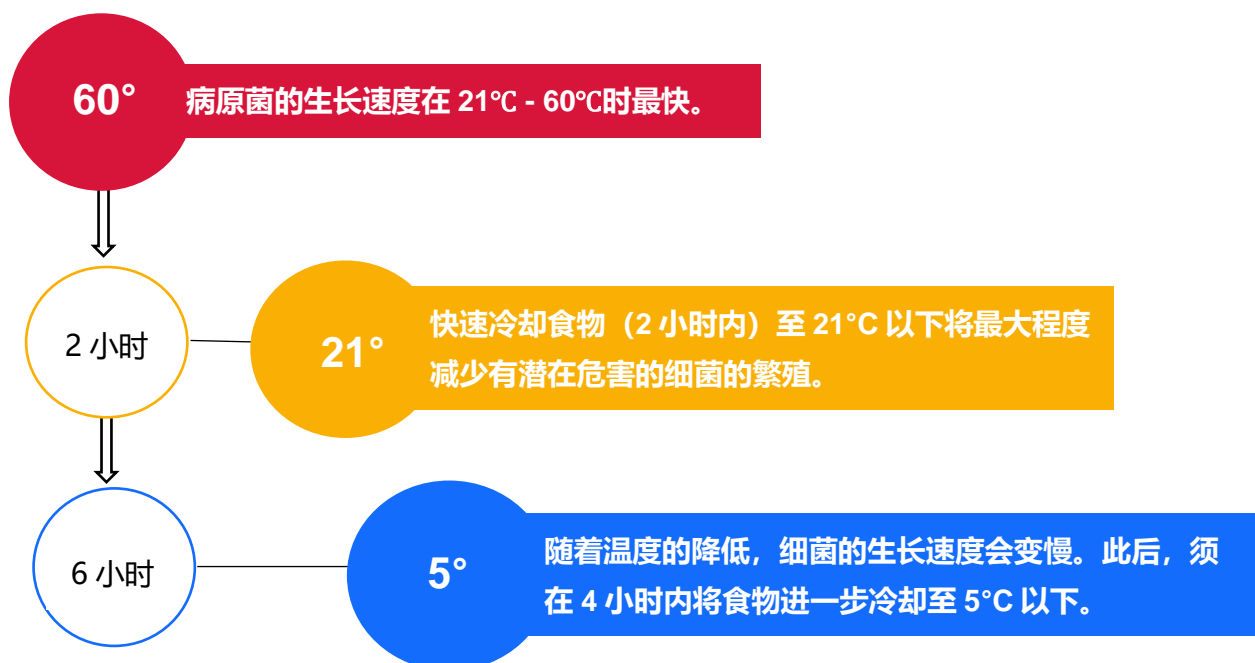 60°
病原菌的生长速度在 21℃ - 60℃时最快。
2 小时
21°
快速冷却食物（2 小时内）至 21°C 以下将最大程度
减少有潜在危害的细菌的繁殖。
6 小时
5°
随着温度的降低，细菌的生长速度会变慢。此后，须
在 4 小时内将食物进一步冷却至 5°C 以下。